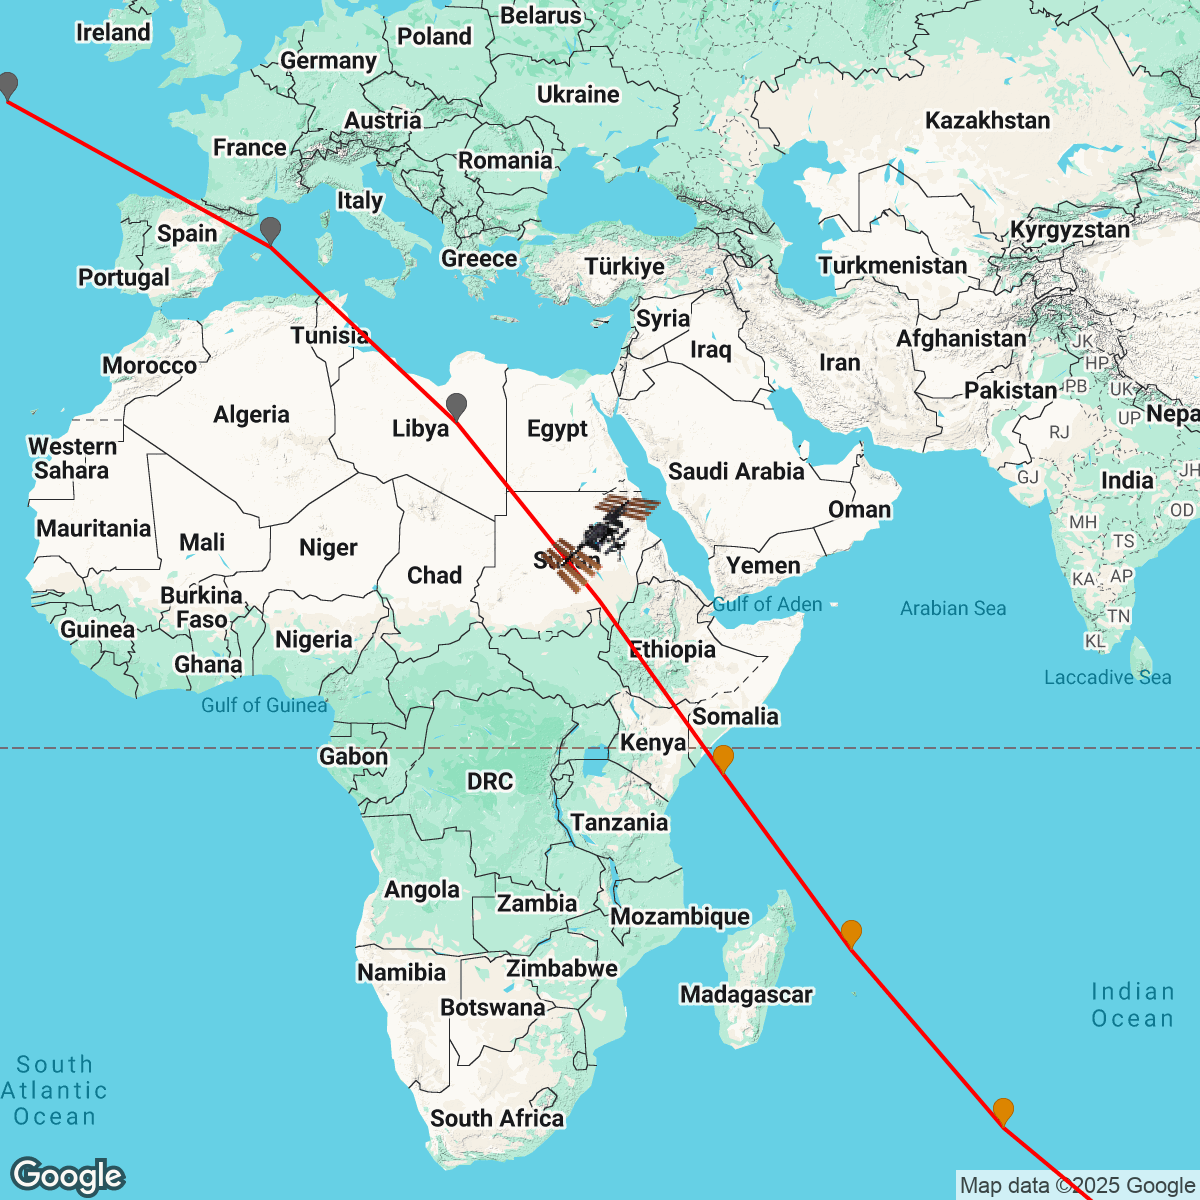 Ireland
Belarus
Poland
Germany
Ukraine
Austria
Kazakhstan
France
Romania
Italy
Spain
Kyrgyzstan
Greece
Türkiye
Turkmenistan
Portugal
Syria
Tunisia
Afghanistan
JK
Iraq
Iran
HP
Morocco
Pakistan
PB
UK
Algeria
UP
Nepa
Libya
Egypt
RJ
Western
Sahara
Saudi Arabia
JH
GJ
India
Oman
OD
Mauritania
MH
Mali
Niger
TS
Sudan
Yemen
Chad
KA
AP
Burkina
Faso
Gulf of Aden
Arabian Sea
TN
Guinea
Nigeria
KL
Ghana
Ethiopia
Laccadive Sea
Gulf of Guinea
Somalia
Kenya
Gabon
DRC
Tanzania
Angola
Zambia
Mozambique
Namibia
Zimbabwe
Madagascar
Indian
Ocean
Botswana
South
Atlantic
Ocean
South Africa
Google
Map data ©2025 Google